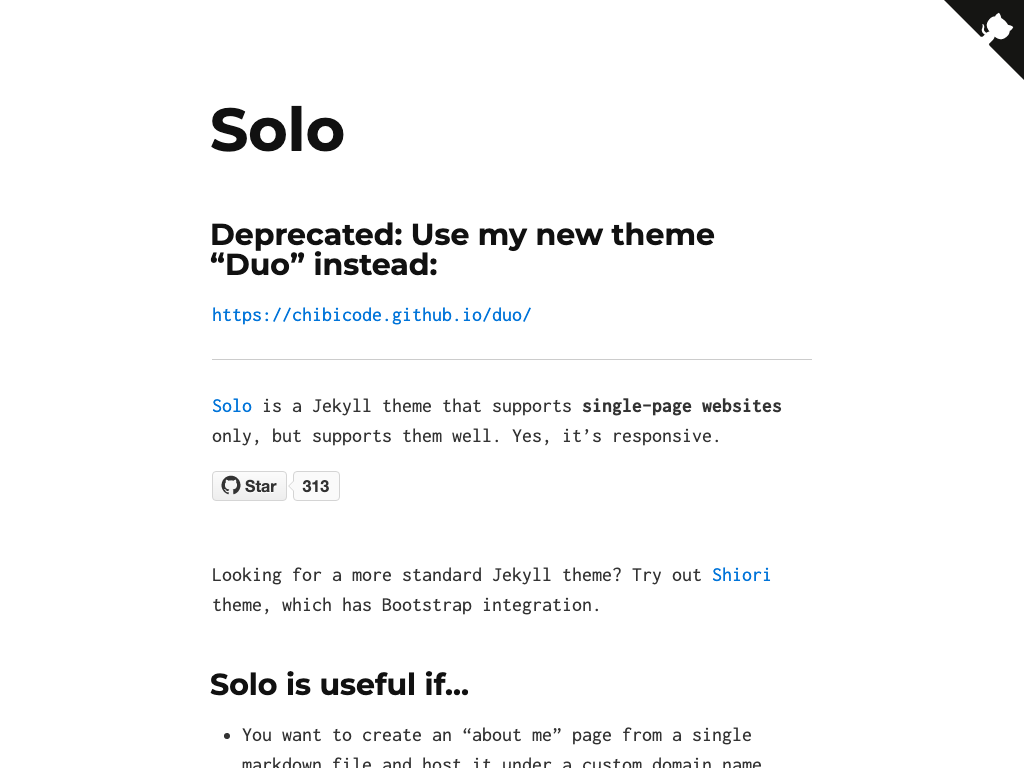 Solo
Deprecated: Use my new theme
“Duo” instead:
https://chibicode.github.io/duo/
Solo is a Jekyll theme that supports single-page websites
only, but supports them well. Yes, it’s responsive.
Star 313
Looking for a more standard Jekyll theme? Try out Shiori
theme, which has Bootstrap integration.
Solo is useful if…
• You want to create an “about me” page from a single
markdown file and host it under a custom domain name